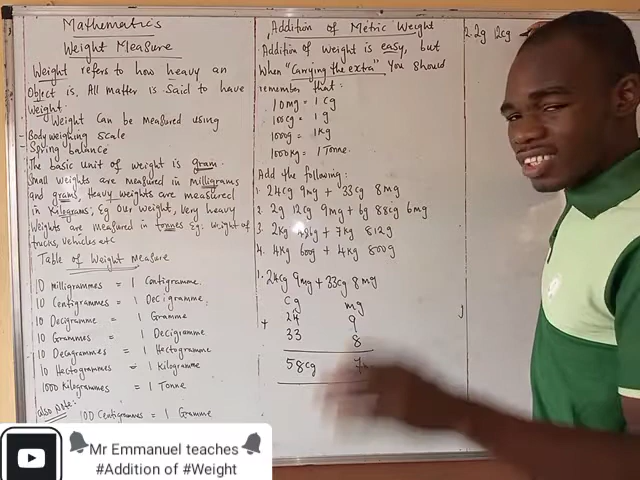 Mathematics
Weight Measure
Weight refers to how heavy an
Object is, All matter is Said to have
Weight.
Weight Can be Measured using
- Bodyweighing Scale
- Spring balance
The basic unit of weight is gram.
Small weights are measured in milligrams
and grams, Heavy weights are measured
in kilograms; Eg Our Weight, Very heavy
Weights are measured in tonnes Eg: Weight of
trucks, Vehicles etc
Table of Weight measure
10 Milligrammes = 1 Centigramme.
10 Centigrammes = 1 Decigramme.
10 Decigramme = 1 Gramme
10 Grammes = 1 Decigramme
10 Decagrammes = 1 Hectogramme
10 Hectogrammes = 1 Kilogramme
1000 Kilogrammes = 1 Tonne
also Note:
100 Centigrammes = 1 Gramme
Addition of Metric Weight
Addition of Weight is easy, but
When "Carrying the extra" You Should
remember that:
10mg = 1cg
100cg = 1g
1000g = 1kg
1000kg = 1 Tonne.
Add the following:
1. 24cg 9mg + 33cg 8mg
2. 2g 12cg 9mg + 6g 88cg 6mg
3. 2kg + 7kg 812g
4. 4kg 600g + 4kg 800g
1. 24cg 9mg + 33cg 8mg
Cg mg
24 9
+ 33 8
58cg 7
2. 2g 12cg
Mr Emmanuel teaches
#Addition of #Weight